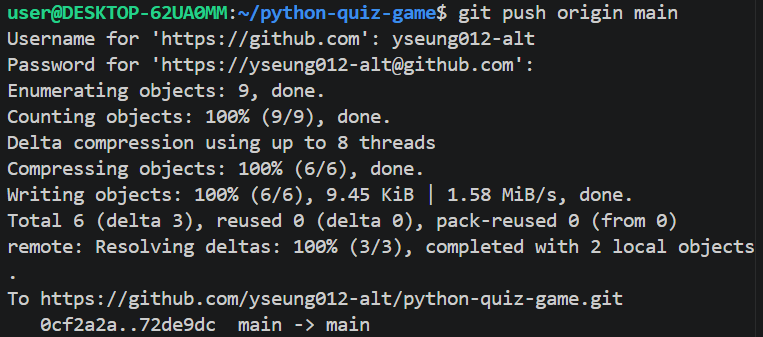 user@DESKTOP-62UA0MM:~/python-quiz-game$ git push origin main
Username for 'https://github.com': yseung012-alt
Password for 'https://yseung012-alt@github.com':
Enumerating objects: 9, done.
Counting objects: 100% (9/9), done.
Delta compression using up to 8 threads
Compressing objects: 100% (6/6), done.
Writing objects: 100% (6/6), 9.45 KiB | 1.58 MiB/s, done.
Total 6 (delta 3), reused 0 (delta 0), pack-reused 0 (from 0)
remote: Resolving deltas: 100% (3/3), completed with 2 local objects
.
To https://github.com/yseung012-alt/python-quiz-game.git
   0cf2a2a..72de9dc  main -> main